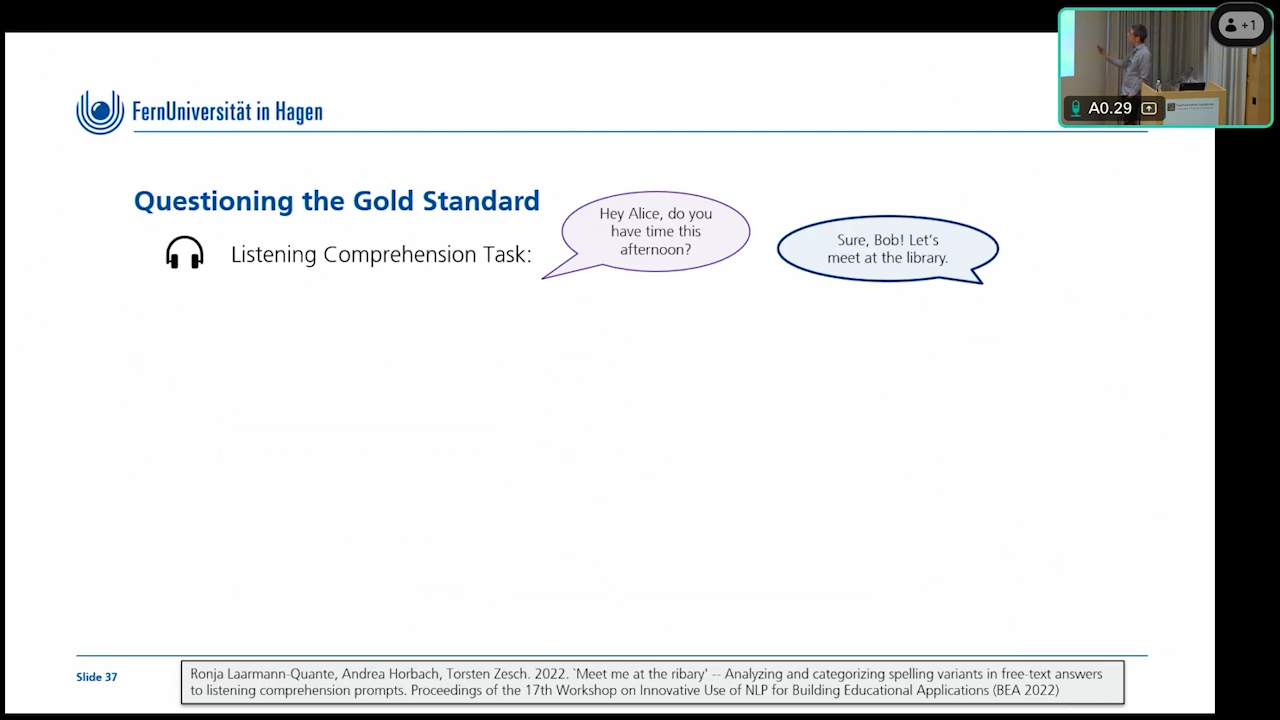 FernUniversität in Hagen
+1
A0.29
Questioning the Gold Standard
Listening Comprehension Task:
Hey Alice, do you
have time this
afternoon?
Sure, Bob! Let's
meet at the library.
Slide 37
Ronja Laarmann-Quante, Andrea Horbach, Torsten Zesch. 2022. `Meet me at the ribary' -- Analyzing and categorizing spelling variants in free-text answers
to listening comprehension prompts. Proceedings of the 17th Workshop on Innovative Use of NLP for Building Educational Applications (BEA 2022)